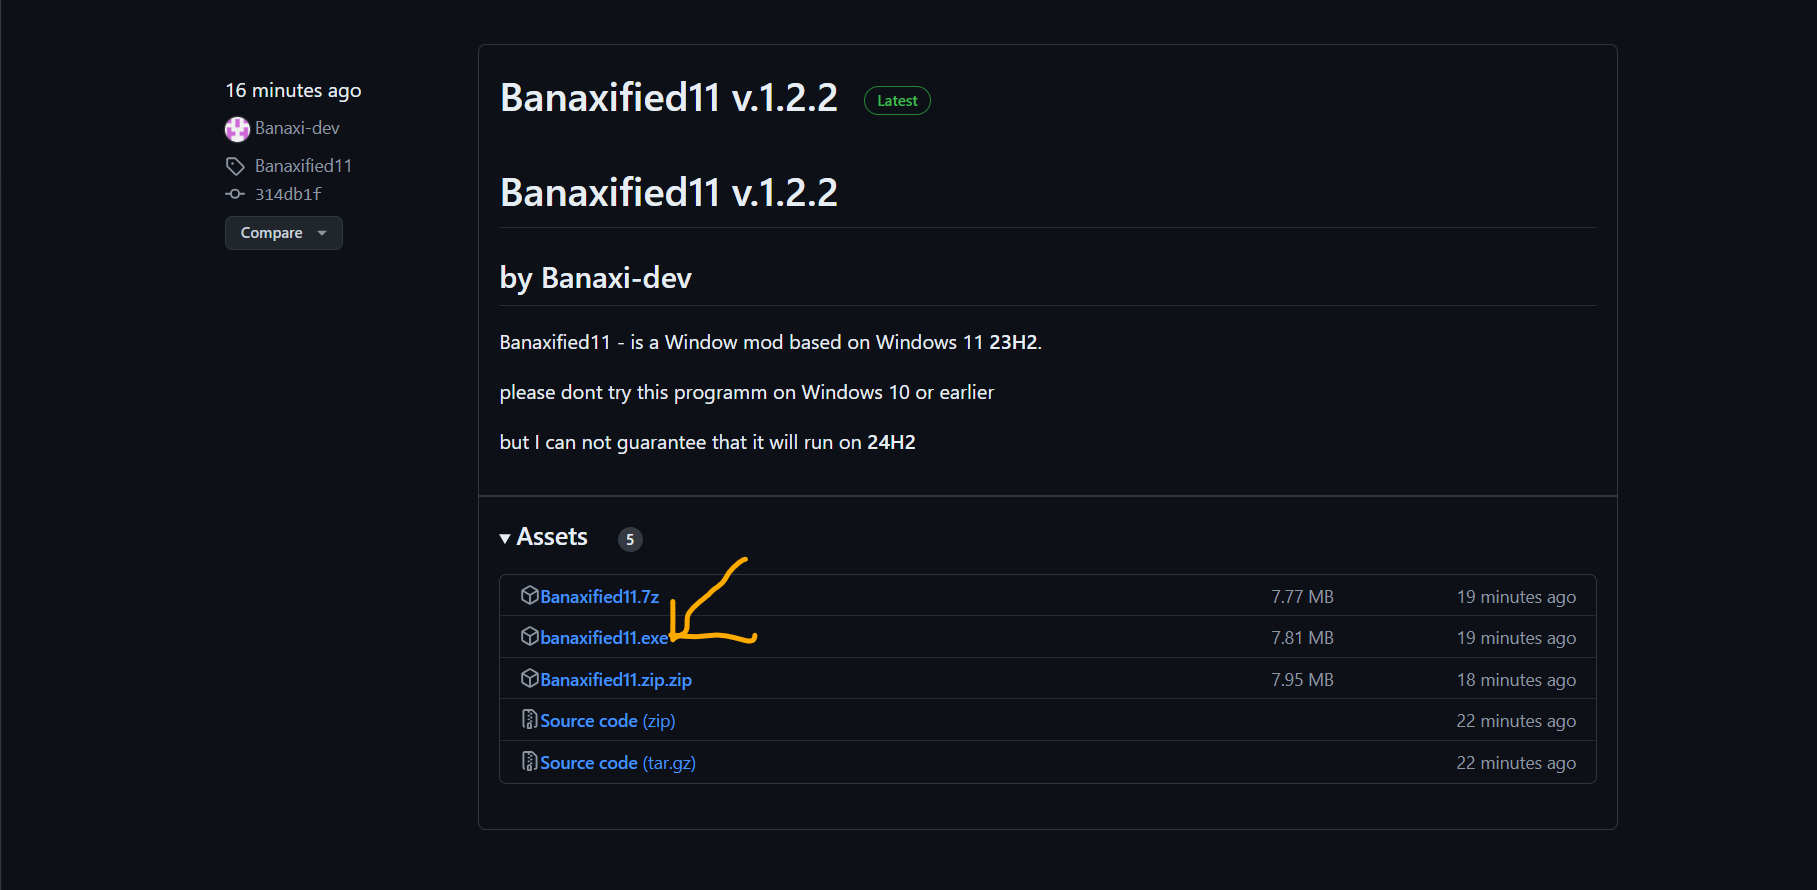 16 minutes ago
Banaxi-dev
Banaxified11
314db1f
Compare
Banaxified11 v.1.2.2 Latest
Banaxified11 v.1.2.2
by Banaxi-dev
Banaxified11 - is a Window mod based on Windows 11 23H2.
please dont try this programm on Windows 10 or earlier
but I can not guarantee that it will run on 24H2
Assets 5
Banaxified11.7z 7.77 MB 19 minutes ago
banaxified11.exe 7.81 MB 19 minutes ago
Banaxified11.zip.zip 7.95 MB 18 minutes ago
Source code (zip) 22 minutes ago
Source code (tar.gz) 22 minutes ago